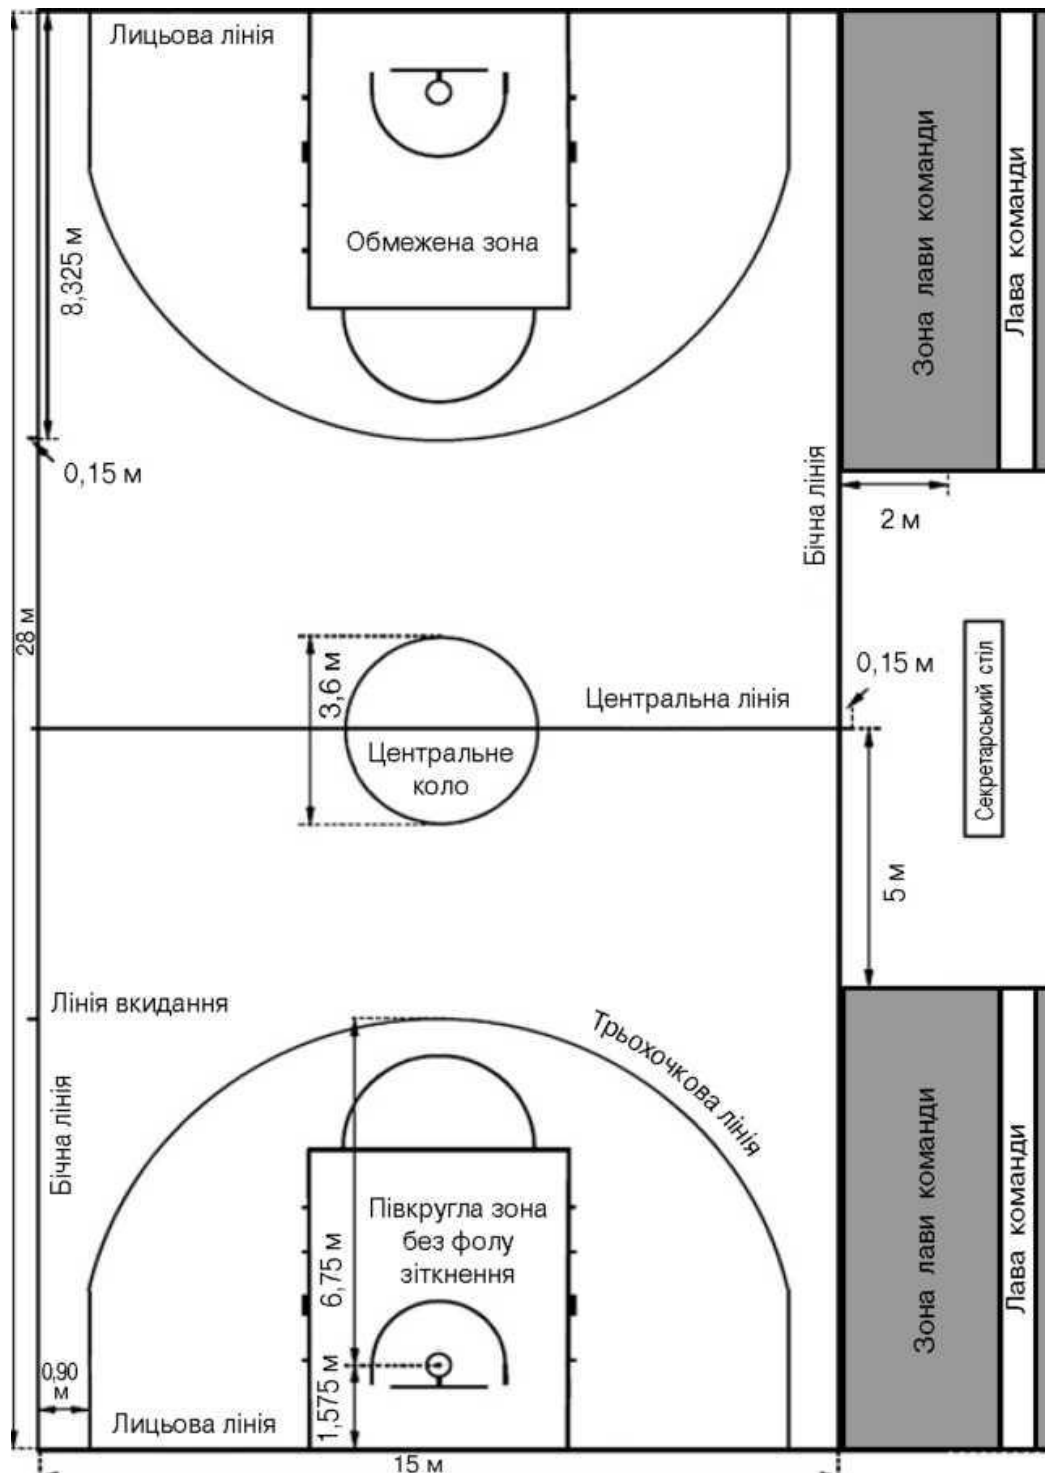 Лицьова лінія
Обмежена зона
8,325 м
0,15 м
Зона лави команди
Лава команди
Бічна лінія
2 м
28 м
3,6 м
Центральна лінія
0,15 м
Секретарський стіл
Центральне
коло
5 м
Лінія вкидання
Трьохочкова лінія
Бічна лінія
Півкругла зона
без фолу
зіткнення
6,75 м
Зона лави команди
Лава команди
0,90
м
1,575 м
Лицьова лінія
15 м